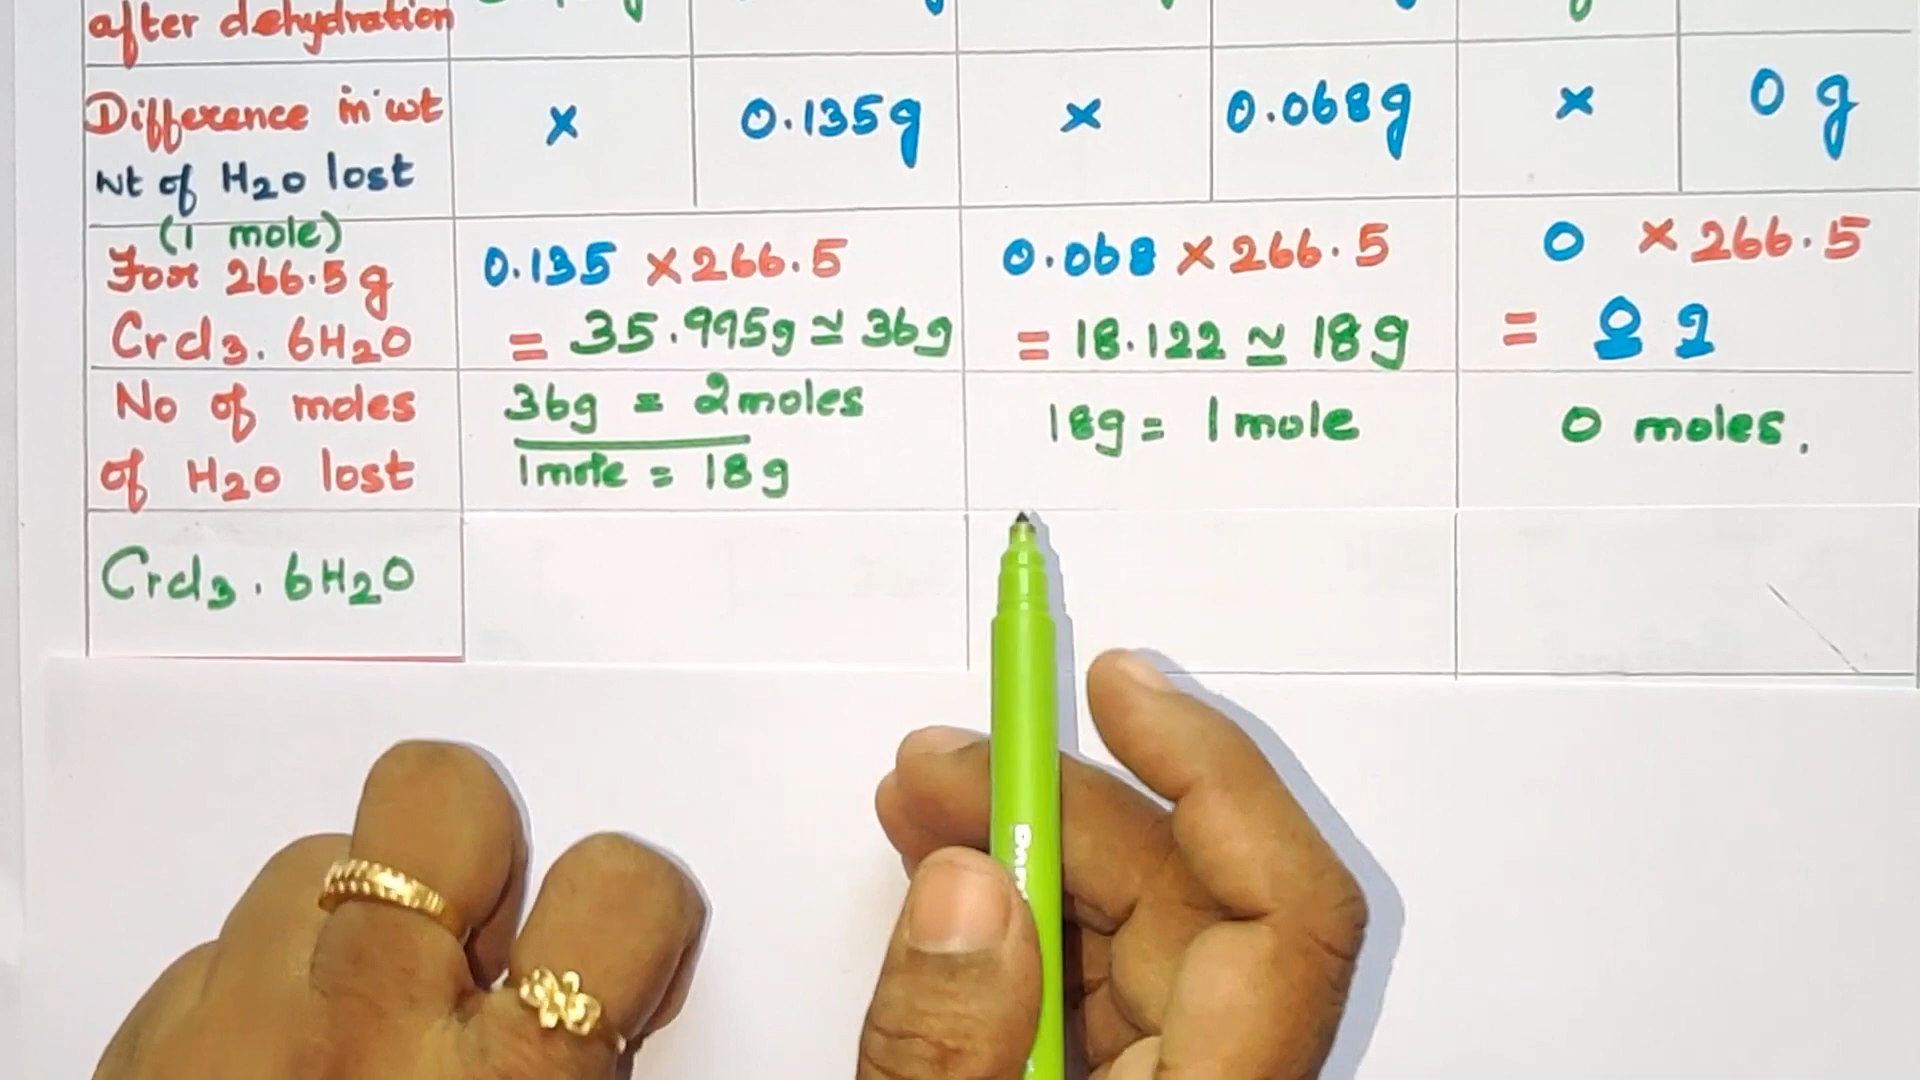 after dehydration
Difference in wt
wt of H2O lost
x
0.135g
x
0.068g
x
0 g
(1 mole)
For 266.5g
CrCl3. 6H2O
0.135 x 266.5
= 35.995g ≃ 36g
0.068 x 266.5
= 18.122 ≃ 18g
0 x 266.5
= 0 g
No of moles
of H2O lost
36g = 2moles
1mole = 18g
18g = 1 mole
0 moles.
CrCl3. 6H2O